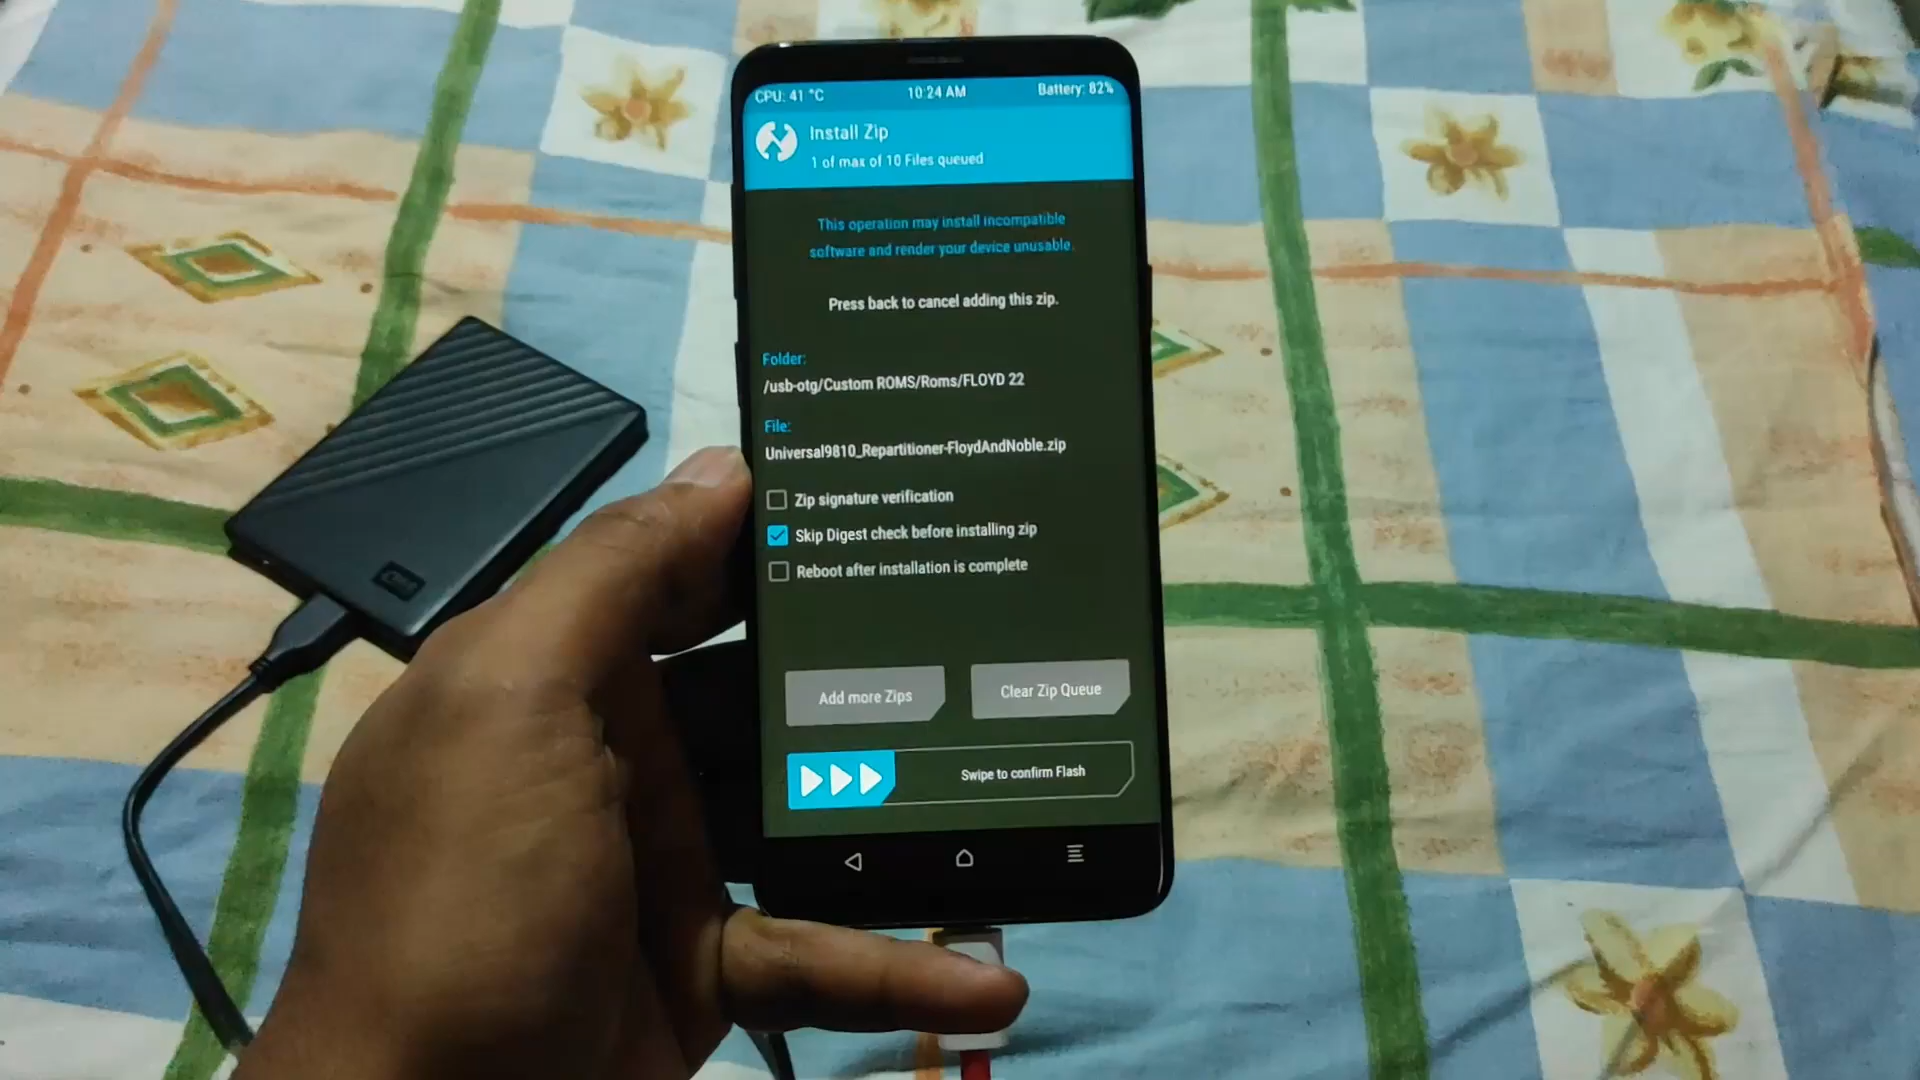 CPU: 41 °C 10:24 AM Battery: 82%
Install Zip
1 of max of 10 Files queued
This operation may install incompatible
software and render your device unusable.
Press back to cancel adding this zip.
Folder:
/usb-otg/Custom ROMS/Roms/FLOYD 22
File:
Universal9810_Repartitioner-FloydAndNoble.zip
Zip signature verification
Skip Digest check before installing zip
Reboot after installation is complete
Add more Zips Clear Zip Queue
Swipe to confirm Flash